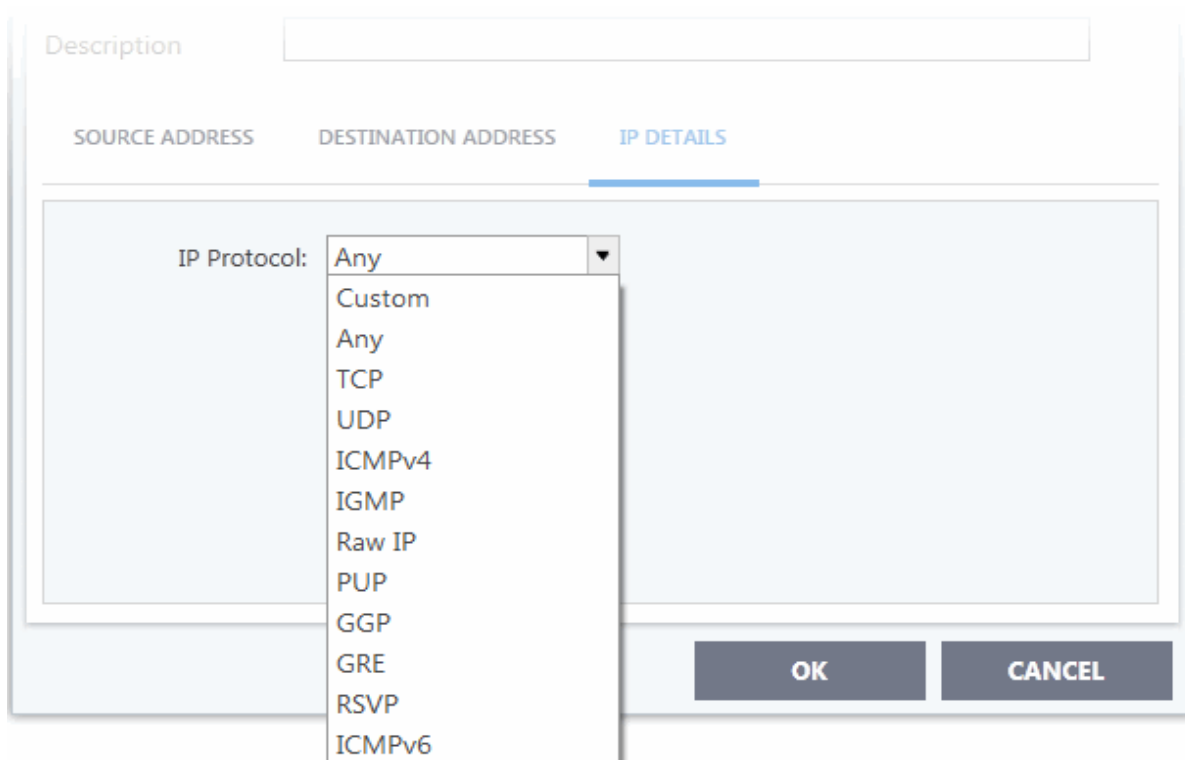 Description
SOURCE ADDRESS DESTINATION ADDRESS IP DETAILS
IP Protocol: Any
Custom
Any
TCP
UDP
ICMPv4
IGMP
Raw IP
PUP
GGP
GRE
RSVP
ICMPv6
OK CANCEL